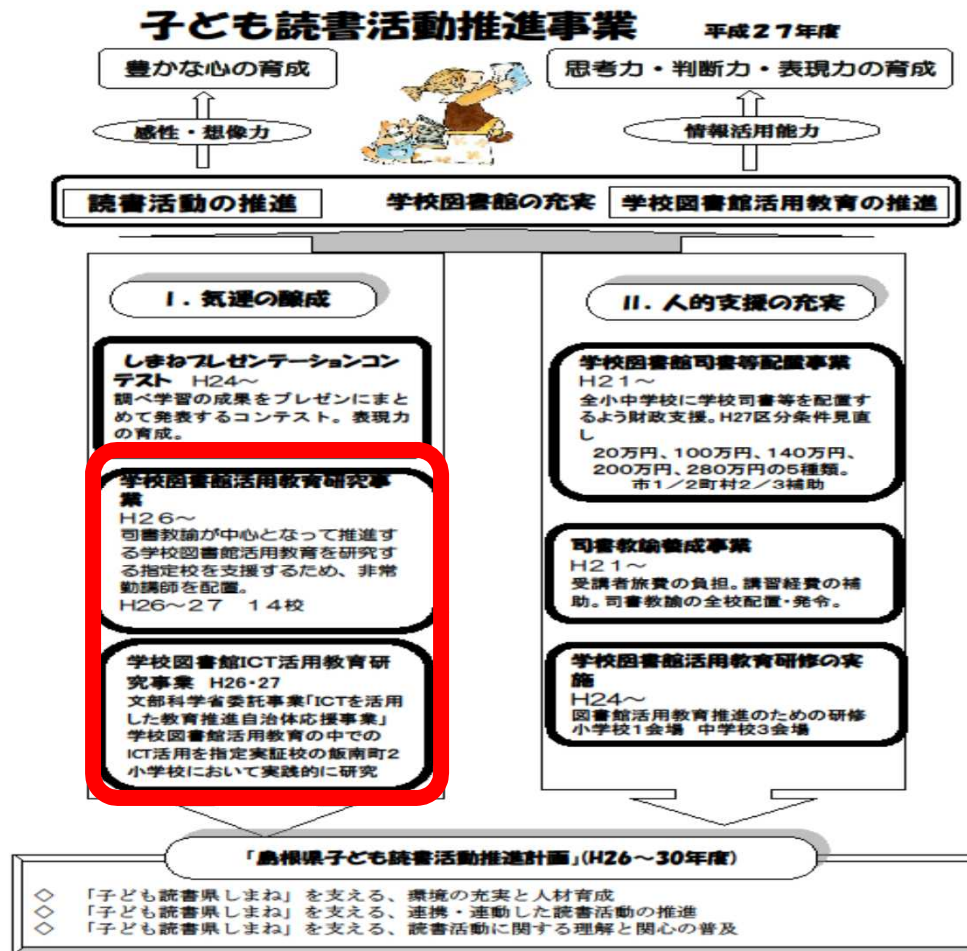 子ども読書活動推進事業 平成27年度
豊かな心の育成
思考力・判断力・表現力の育成
感性・想像力
情報活用能力
読書活動の推進 学校図書館の充実 学校図書館活用教育の推進
I．気運の醸成
しまねプレゼンテーションコン
テスト H24～
調べ学習の成果をプレゼンにまと
めて発表するコンテスト。表現力
の育成。
学校図書館活用教育研究事
業
H26～
司書教諭が中心となって推進す
る学校図書館活用教育を研究す
る指定校を支援するため、非常
勤講師を配置。
H26～27 14校
学校図書館ICT活用教育研
究事業 H26・27
文部科学省委託事業「ICTを活用
した教育推進自治体応援事業」
学校図書館活用教育の中での
ICT活用を指定実証校の飯南町2
小学校において実践的に研究
II．人的支援の充実
学校図書館司書等配置事業
H21～
全小中学校に学校司書等を配置す
るよう財政支援。H27区分条件見直
し
20万円、100万円、140万円、
200万円、280万円の5種類。
市1／2町村2／3補助
司書教諭養成事業
H21～
受講者旅費の負担。講習経費の補
助。司書教諭の全校配置・発令。
学校図書館活用教育研修の実
施
H24～
図書館活用教育推進のための研修
小学校1会場 中学校3会場
「島根県子ども読書活動推進計画」(H26～30年度)
◇ 「子ども読書県しまね」を支える、環境の充実と人材育成
◇ 「子ども読書県しまね」を支える、連携・連動した読書活動の推進
◇ 「子ども読書県しまね」を支える、読書活動に関する理解と関心の普及